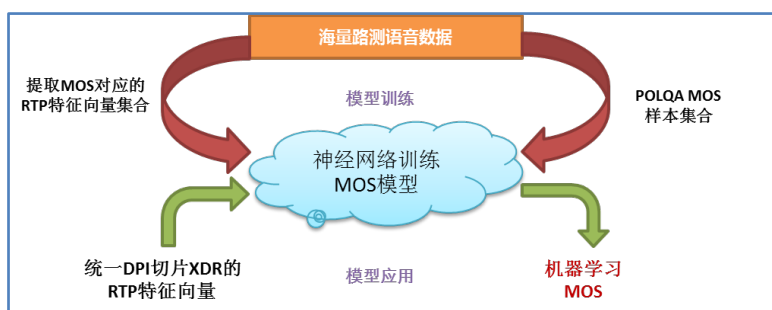 海量路测语音数据
提取MOS对应的
RTP特征向量集合
模型训练
POLQA MOS
样本集合
神经网络训练
MOS模型
统一DPI切片XDR的
RTP特征向量
模型应用
机器学习
MOS